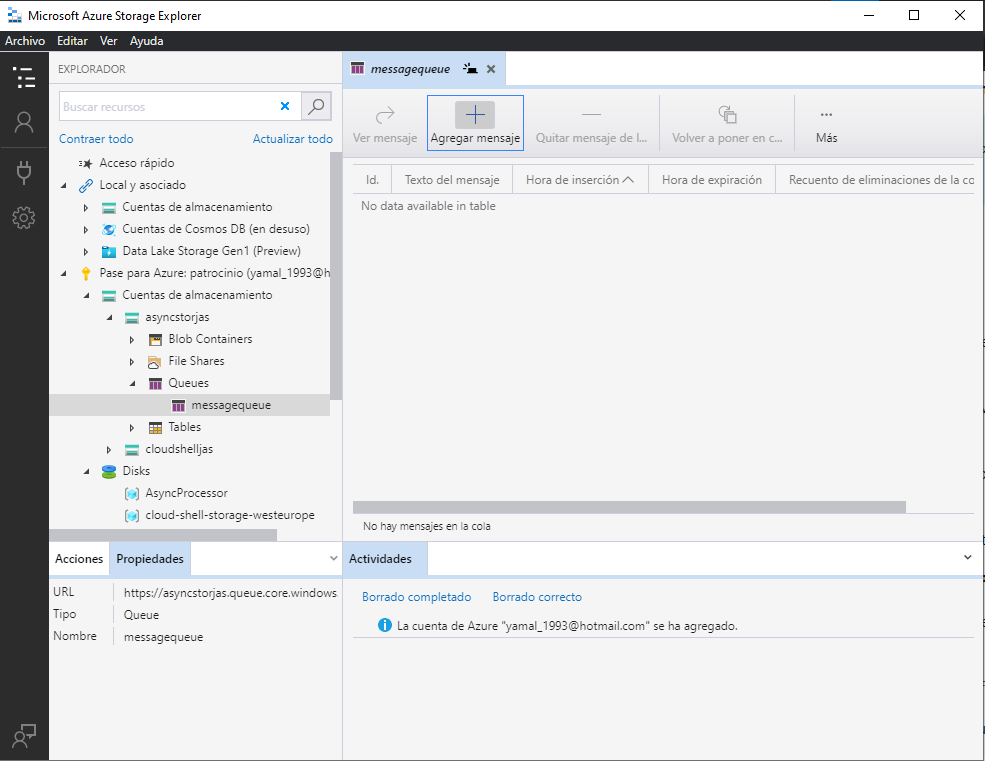 Microsoft Azure Storage Explorer
Archivo Editar Ver Ayuda
EXPLORADOR
Buscar recursos
Contraer todo Actualizar todo
Acceso rápido
Local y asociado
Cuentas de almacenamiento
Cuentas de Cosmos DB (en desuso)
Data Lake Storage Gen1 (Preview)
Pase para Azure: patrocinio (yamal_1993@h
Cuentas de almacenamiento
asyncstorjas
Blob Containers
File Shares
Queues
messagequeue
Tables
cloudshelljas
Disks
AsyncProcessor
cloud-shell-storage-westeurope
messagequeue
Ver mensaje Agregar mensaje Quitar mensaje de l... Volver a poner en c... Más
Id. Texto del mensaje Hora de inserción Hora de expiración Recuento de eliminaciones de la co
No data available in table
No hay mensajes en la cola
Acciones Propiedades
URL https://asyncstorjas.queue.core.windows.
Tipo Queue
Nombre messagequeue
Actividades
Borrado completado Borrado correcto
La cuenta de Azure "yamal_1993@hotmail.com" se ha agregado.